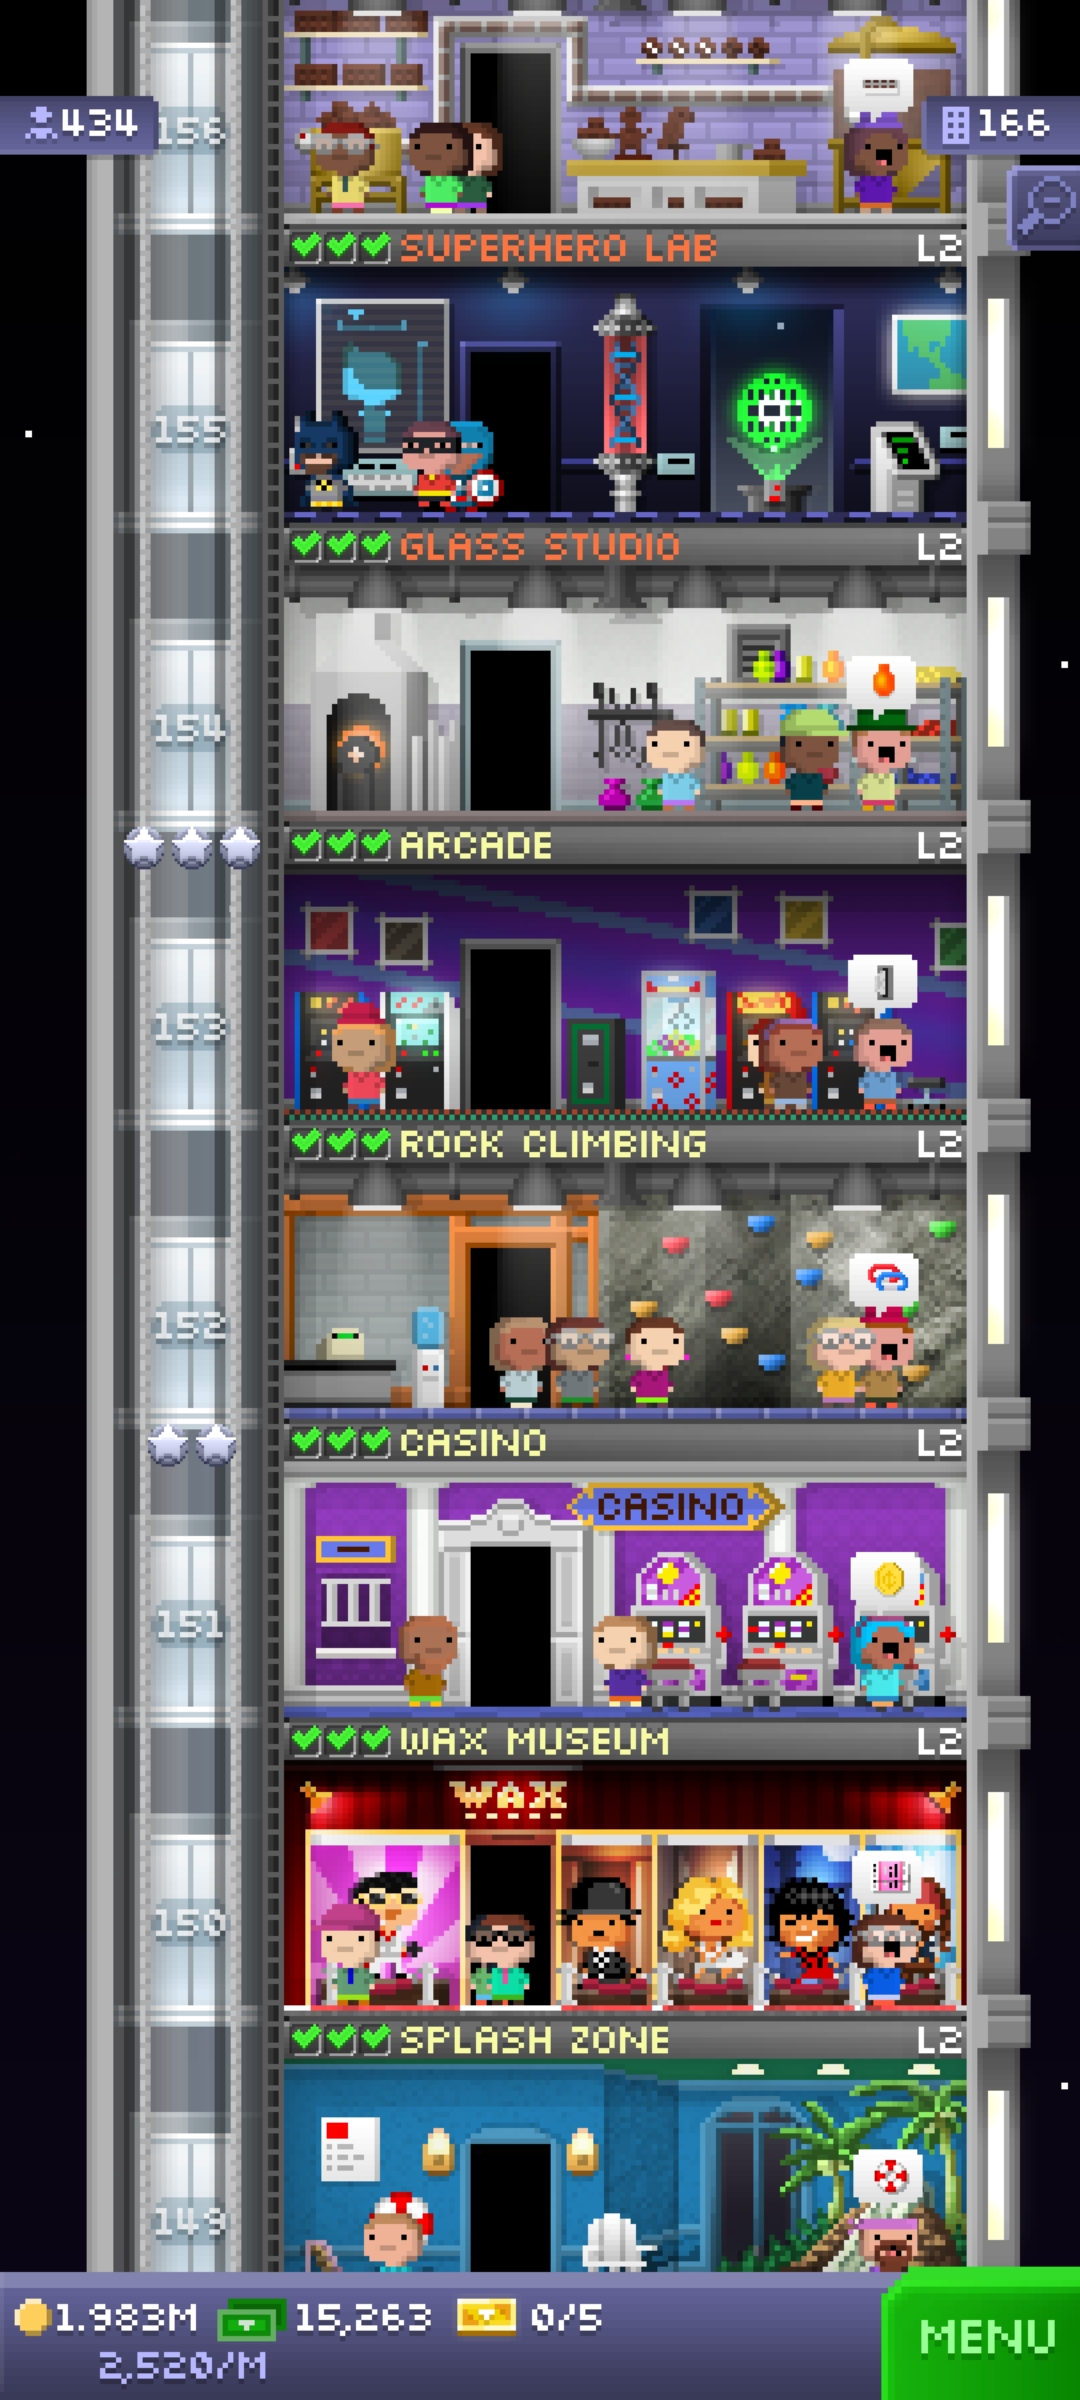 434
156
166
SUPERHERO LAB L2
155
GLASS STUDIO L2
154
ARCADE L2
153
ROCK CLIMBING L2
152
CASINO L2
CASINO
151
WAX MUSEUM L2
WAX
150
SPLASH ZONE L2
149
1.983M 15,263 0/5
2,520/M
MENU